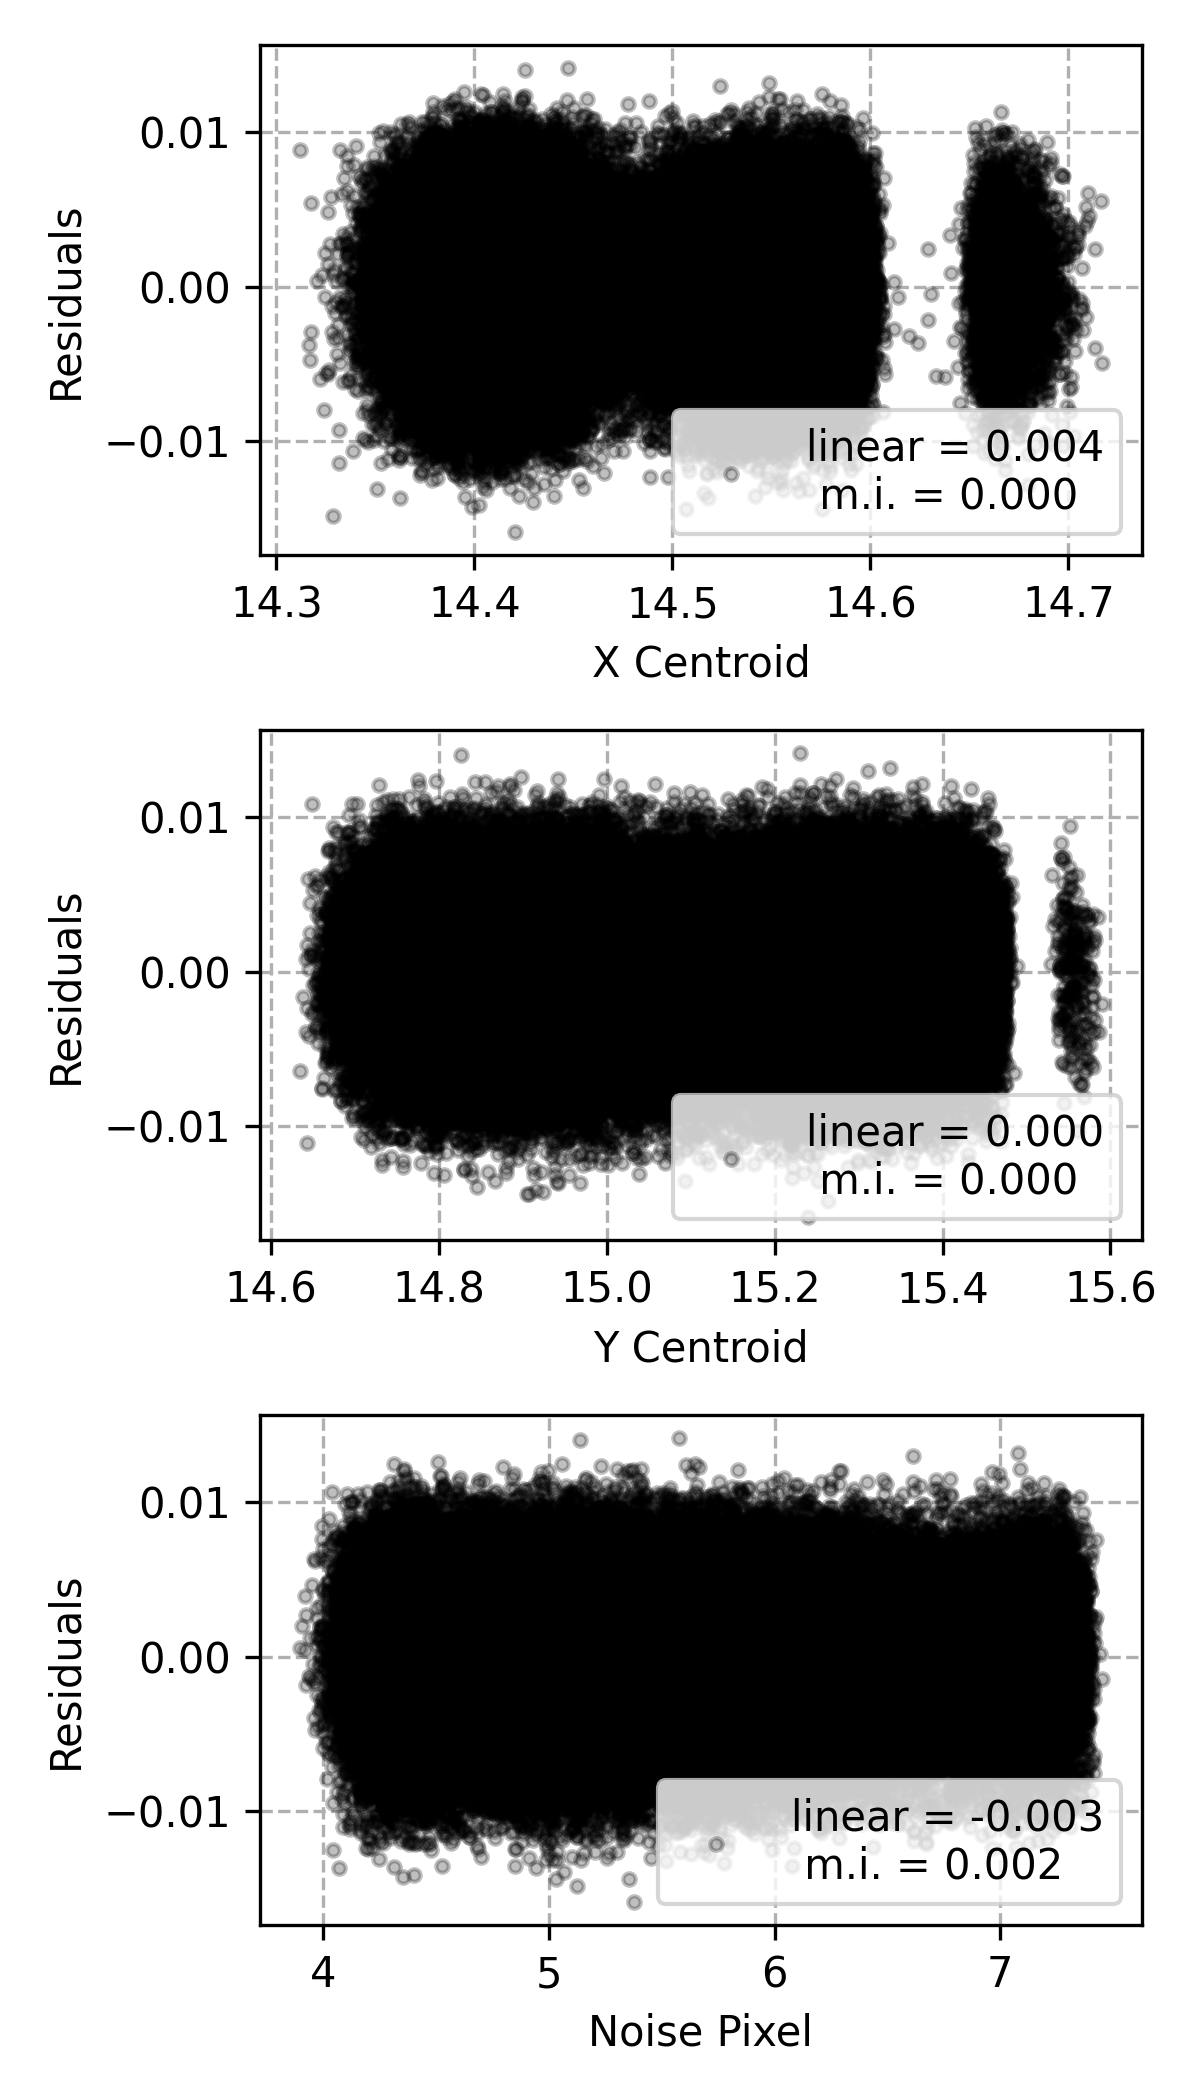 Residuals
0.01
0.00
−0.01
linear = 0.004
m.i. = 0.000
14.3 14.4 14.5 14.6 14.7
X Centroid
Residuals
0.01
0.00
−0.01
linear = 0.000
m.i. = 0.000
14.6 14.8 15.0 15.2 15.4 15.6
Y Centroid
Residuals
0.01
0.00
−0.01
linear = -0.003
m.i. = 0.002
4 5 6 7
Noise Pixel